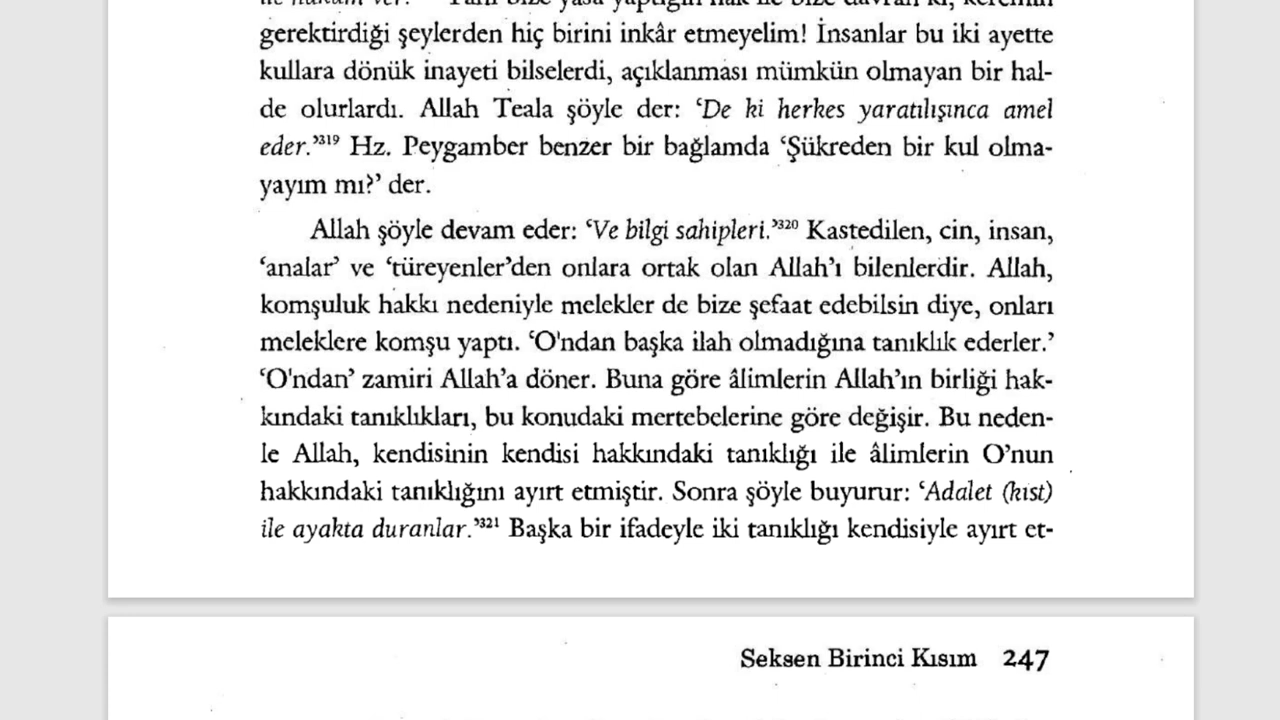 gerektirdiği şeylerden hiç birini inkâr etmeyelim! İnsanlar bu iki ayette
kullara dönük inayeti bilselerdi, açıklanması mümkün olmayan bir hal-
de olurlardı. Allah Teala şöyle der: ‘De ki herkes yaratılışınca amel
eder.’³¹⁹ Hz. Peygamber benzer bir bağlamda ‘Şükreden bir kul olma-
yayım mı?’ der.
Allah şöyle devam eder: ‘Ve bilgi sahipleri.’³²⁰ Kastedilen, cin, insan,
‘analar’ ve ‘türeyenler’den onlara ortak olan Allah’ı bilenlerdir. Allah,
komşuluk hakkı nedeniyle melekler de bize şefaat edebilsin diye, onları
meleklere komşu yaptı. ‘O'ndan başka ilah olmadığına tanıklık ederler.’
‘O'ndan’ zamiri Allah’a döner. Buna göre âlimlerin Allah’ın birliği hak-
kındaki tanıklıkları, bu konudaki mertebelerine göre değişir. Bu neden-
le Allah, kendisinin kendisi hakkındaki tanıklığı ile âlimlerin O’nun
hakkındaki tanıklığını ayırt etmiştir. Sonra şöyle buyurur: ‘Adalet (kıst)
ile ayakta duranlar.’³²¹ Başka bir ifadeyle iki tanıklığı kendisiyle ayırt et-
Seksen Birinci Kısım 247